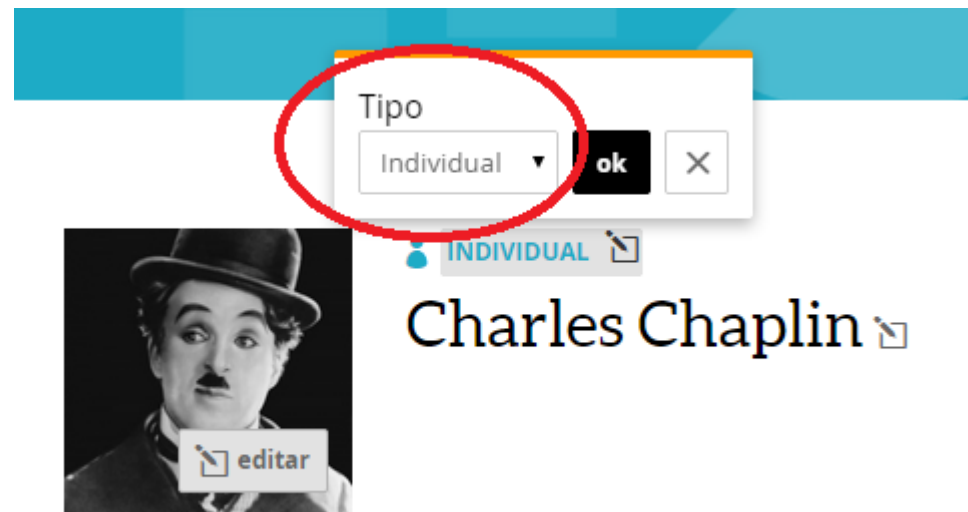 Tipo
Individual ok
INDIVIDUAL
Charles Chaplin
editar